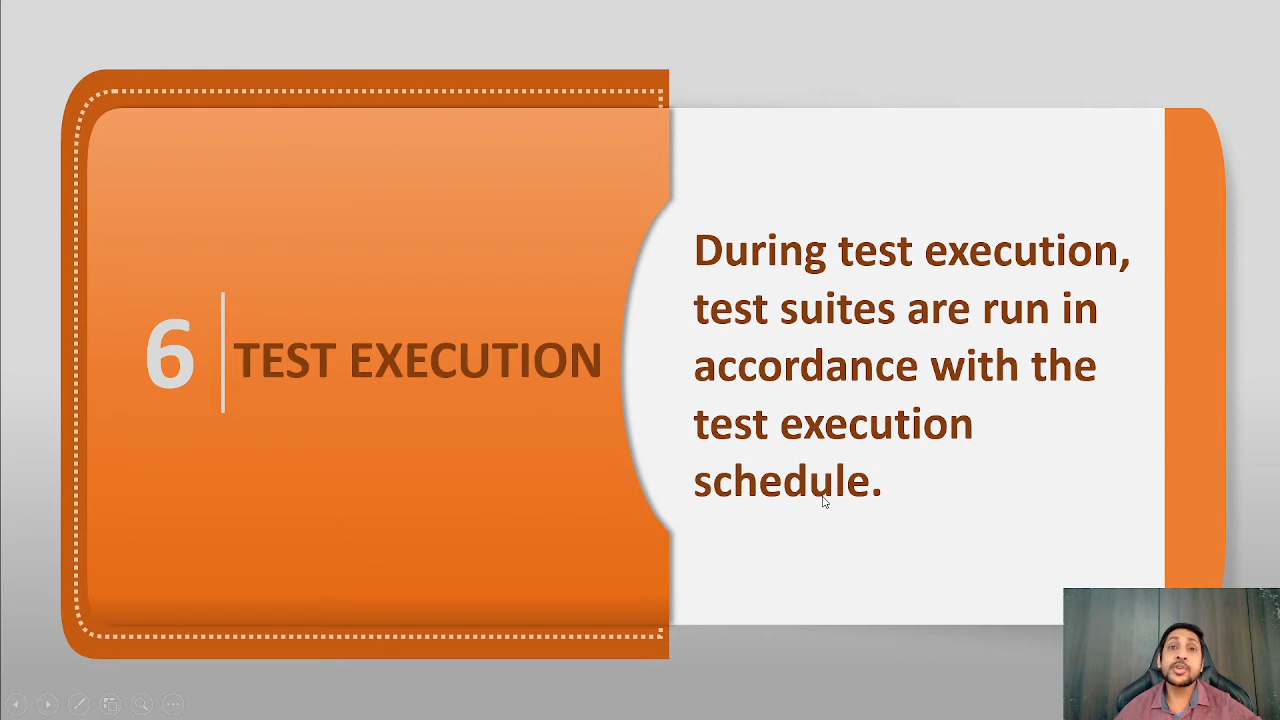 6
TEST EXECUTION
During test execution,
test suites are run in
accordance with the
test execution
schedule.